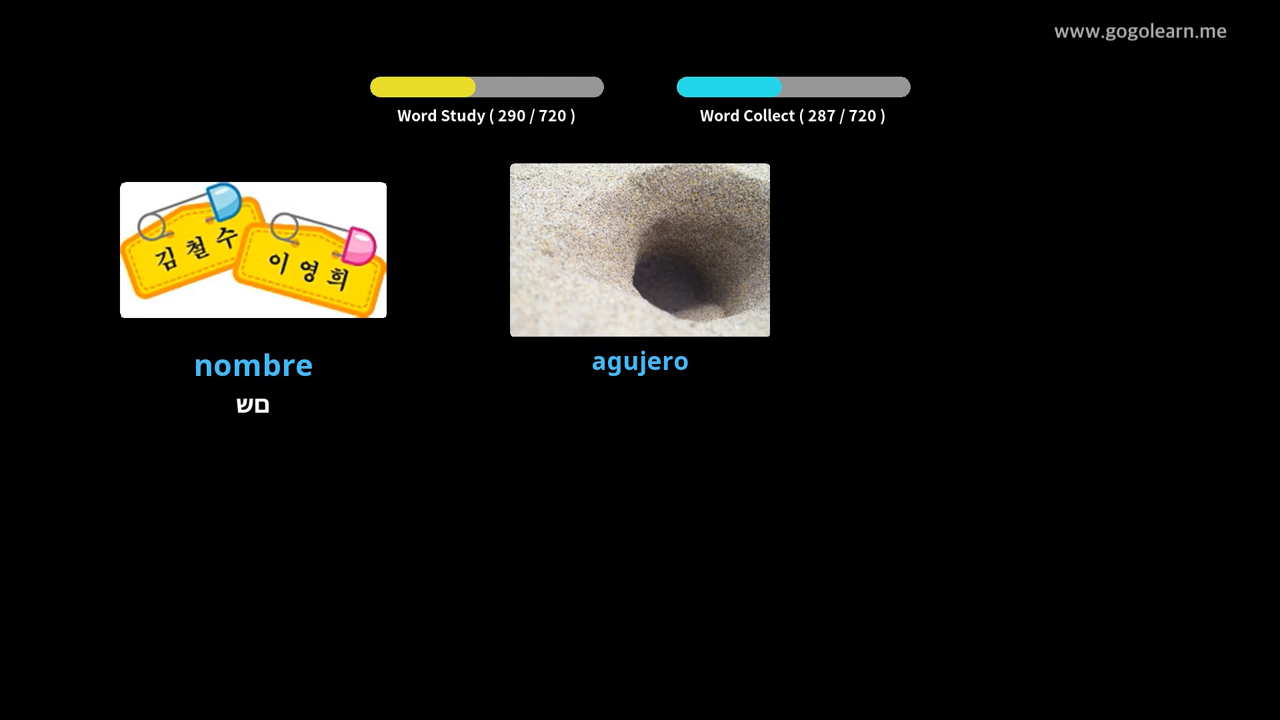 www.gogolearn.me
Word Study ( 290 / 720 )
Word Collect ( 287 / 720 )
김철수
이영희
nombre
םש
agujero